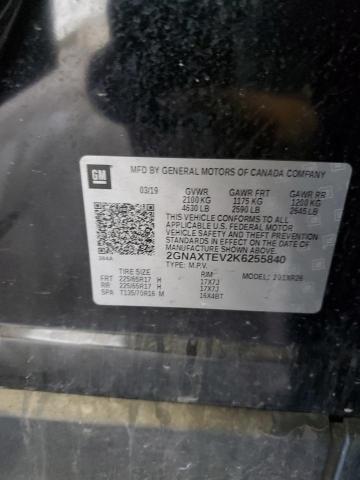 GM
MFD BY GENERAL MOTORS OF CANADA COMPANY
03/19 GVWR GAWR FRT GAWR RR
2100 KG 1175 KG 1200 KG
4630 LB 2590 LB 2645 LB
THIS VEHICLE CONFORMS TO ALL
APPLICABLE U.S. FEDERAL MOTOR
VEHICLE SAFETY AND THEFT PREVENTION
STANDARDS IN EFFECT ON THE DATE OF
MANUFACTURE SHOWN ABOVE.
384A
2GNAXTEV2K6255840
TYPE: M.P.V. MODEL: 1XR26
TIRE SIZE RIM
FRT 225/65R17 H 17X7J
RR 225/65R17 H 17X7J
SPA T135/70R16 M 16X4BT